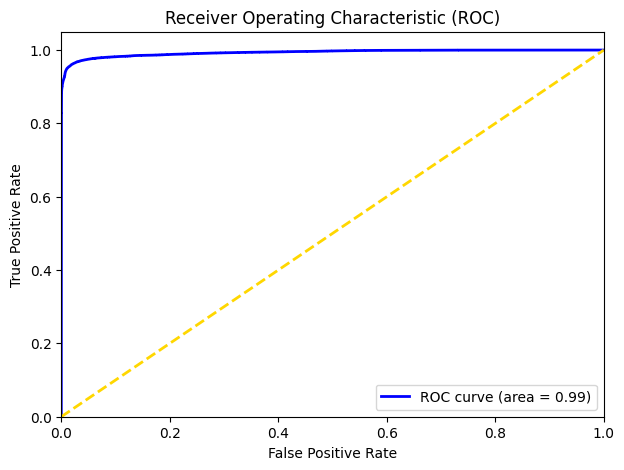 Receiver Operating Characteristic (ROC)
1.0
0.8
0.6
0.4
0.2
0.0
True Positive Rate
ROC curve (area = 0.99)
0.0 0.2 0.4 0.6 0.8 1.0
False Positive Rate